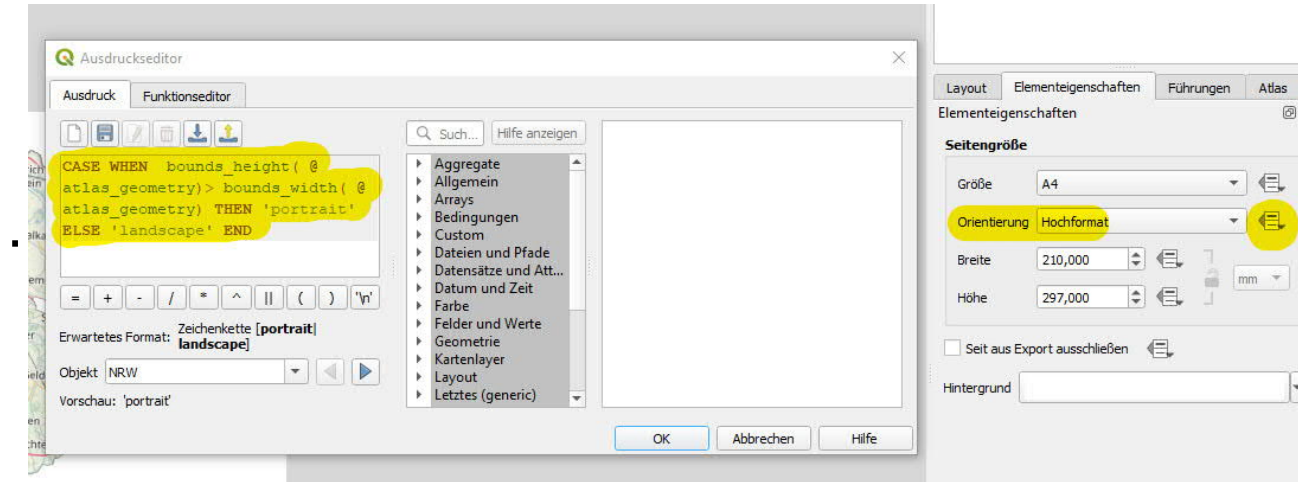 Ausdruckseditor
Ausdruck Funktionseditor
CASE WHEN bounds_height( @
atlas_geometry)> bounds_width( @
atlas_geometry) THEN 'portrait'
ELSE 'landscape' END
= + - / * ^ || ( ) '\n'
Erwartetes Format: Zeichenkette [portrait|
landscape]
Objekt NRW
Vorschau: 'portrait'
Such... Hilfe anzeigen
Aggregate
Allgemein
Arrays
Bedingungen
Custom
Dateien und Pfade
Datensätze und Att...
Datum und Zeit
Farbe
Felder und Werte
Geometrie
Kartenlayer
Layout
Letztes (generic)
OK Abbrechen Hilfe
Layout Elementeigenschaften Führungen Atlas
Elementeigenschaften
Seitengröße
Größe A4
Orientierung Hochformat
Breite 210,000
mm
Höhe 297,000
Seit aus Export ausschließen
Hintergrund